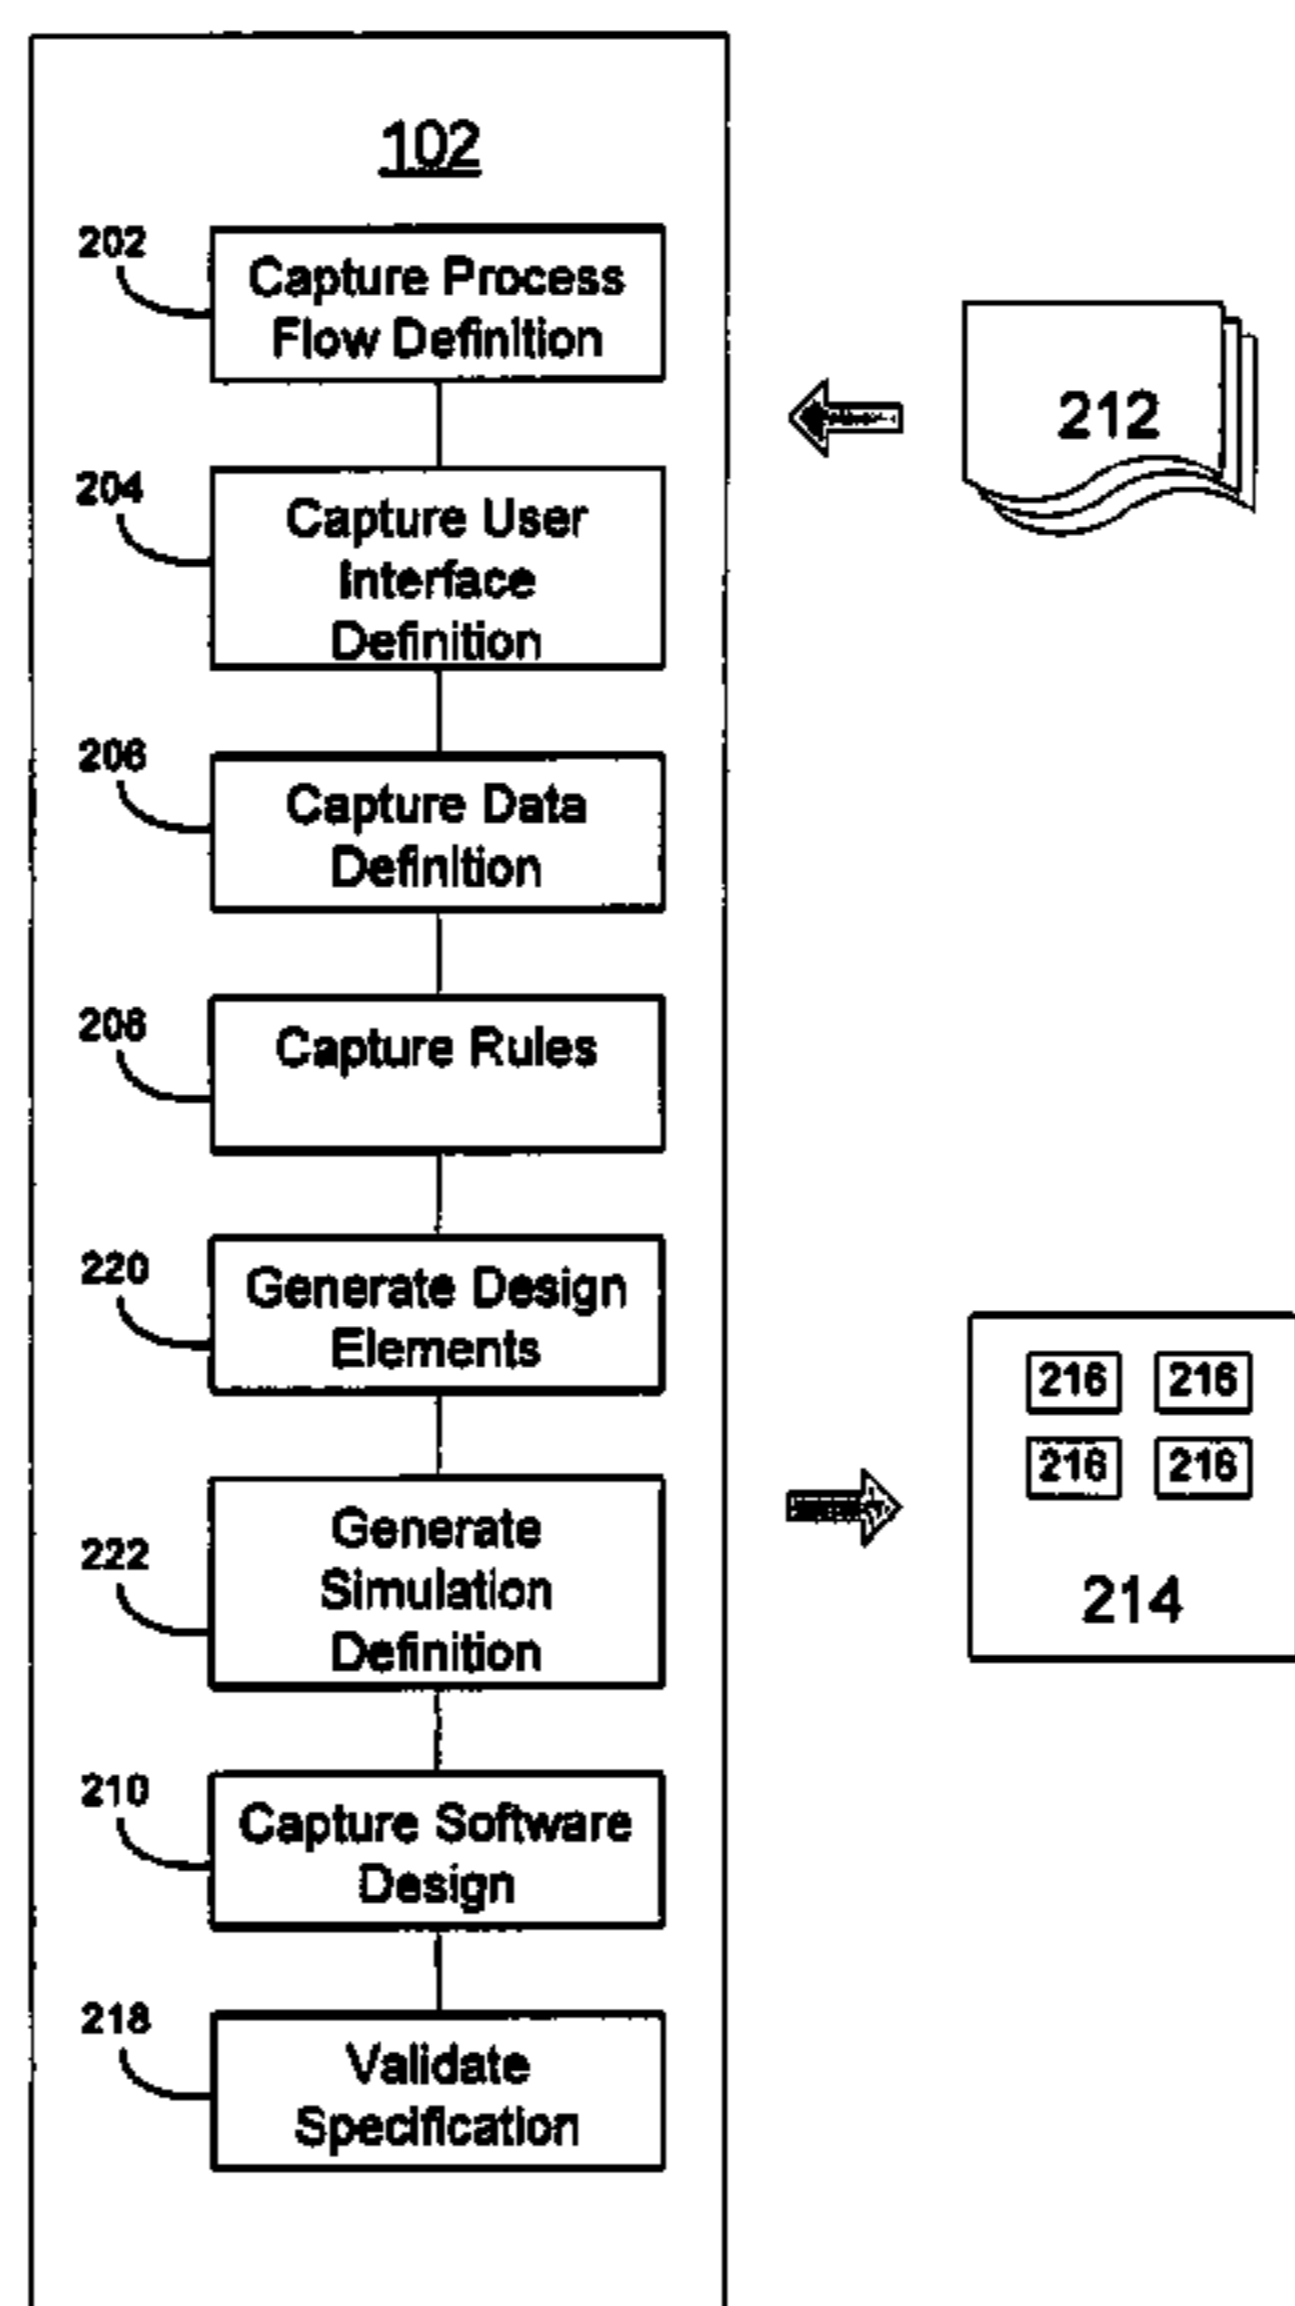 102
202
Capture Process
Flow Definition
212
204
Capture User
Interface
Definition
206
Capture Data
Definition
208
Capture Rules
220
Generate Design
Elements
216 216
216 216
214
222
Generate
Simulation
Definition
210
Capture Software
Design
218
Validate
Specification